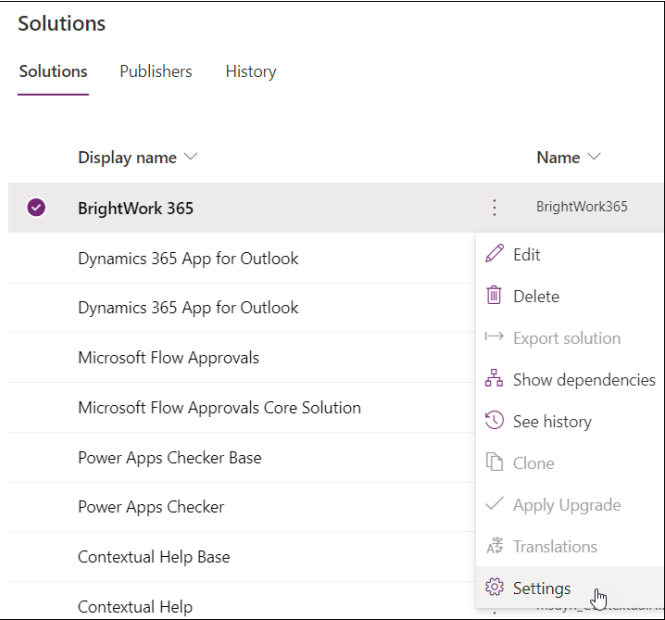 Solutions
Solutions Publishers History
Display name Name
BrightWork 365 BrightWork365
Dynamics 365 App for Outlook
Edit
Dynamics 365 App for Outlook
Delete
Microsoft Flow Approvals
Export solution
Microsoft Flow Approvals Core Solution
Show dependencies
See history
Power Apps Checker Base
Clone
Power Apps Checker
Apply Upgrade
Contextual Help Base
Translations
Contextual Help
Settings